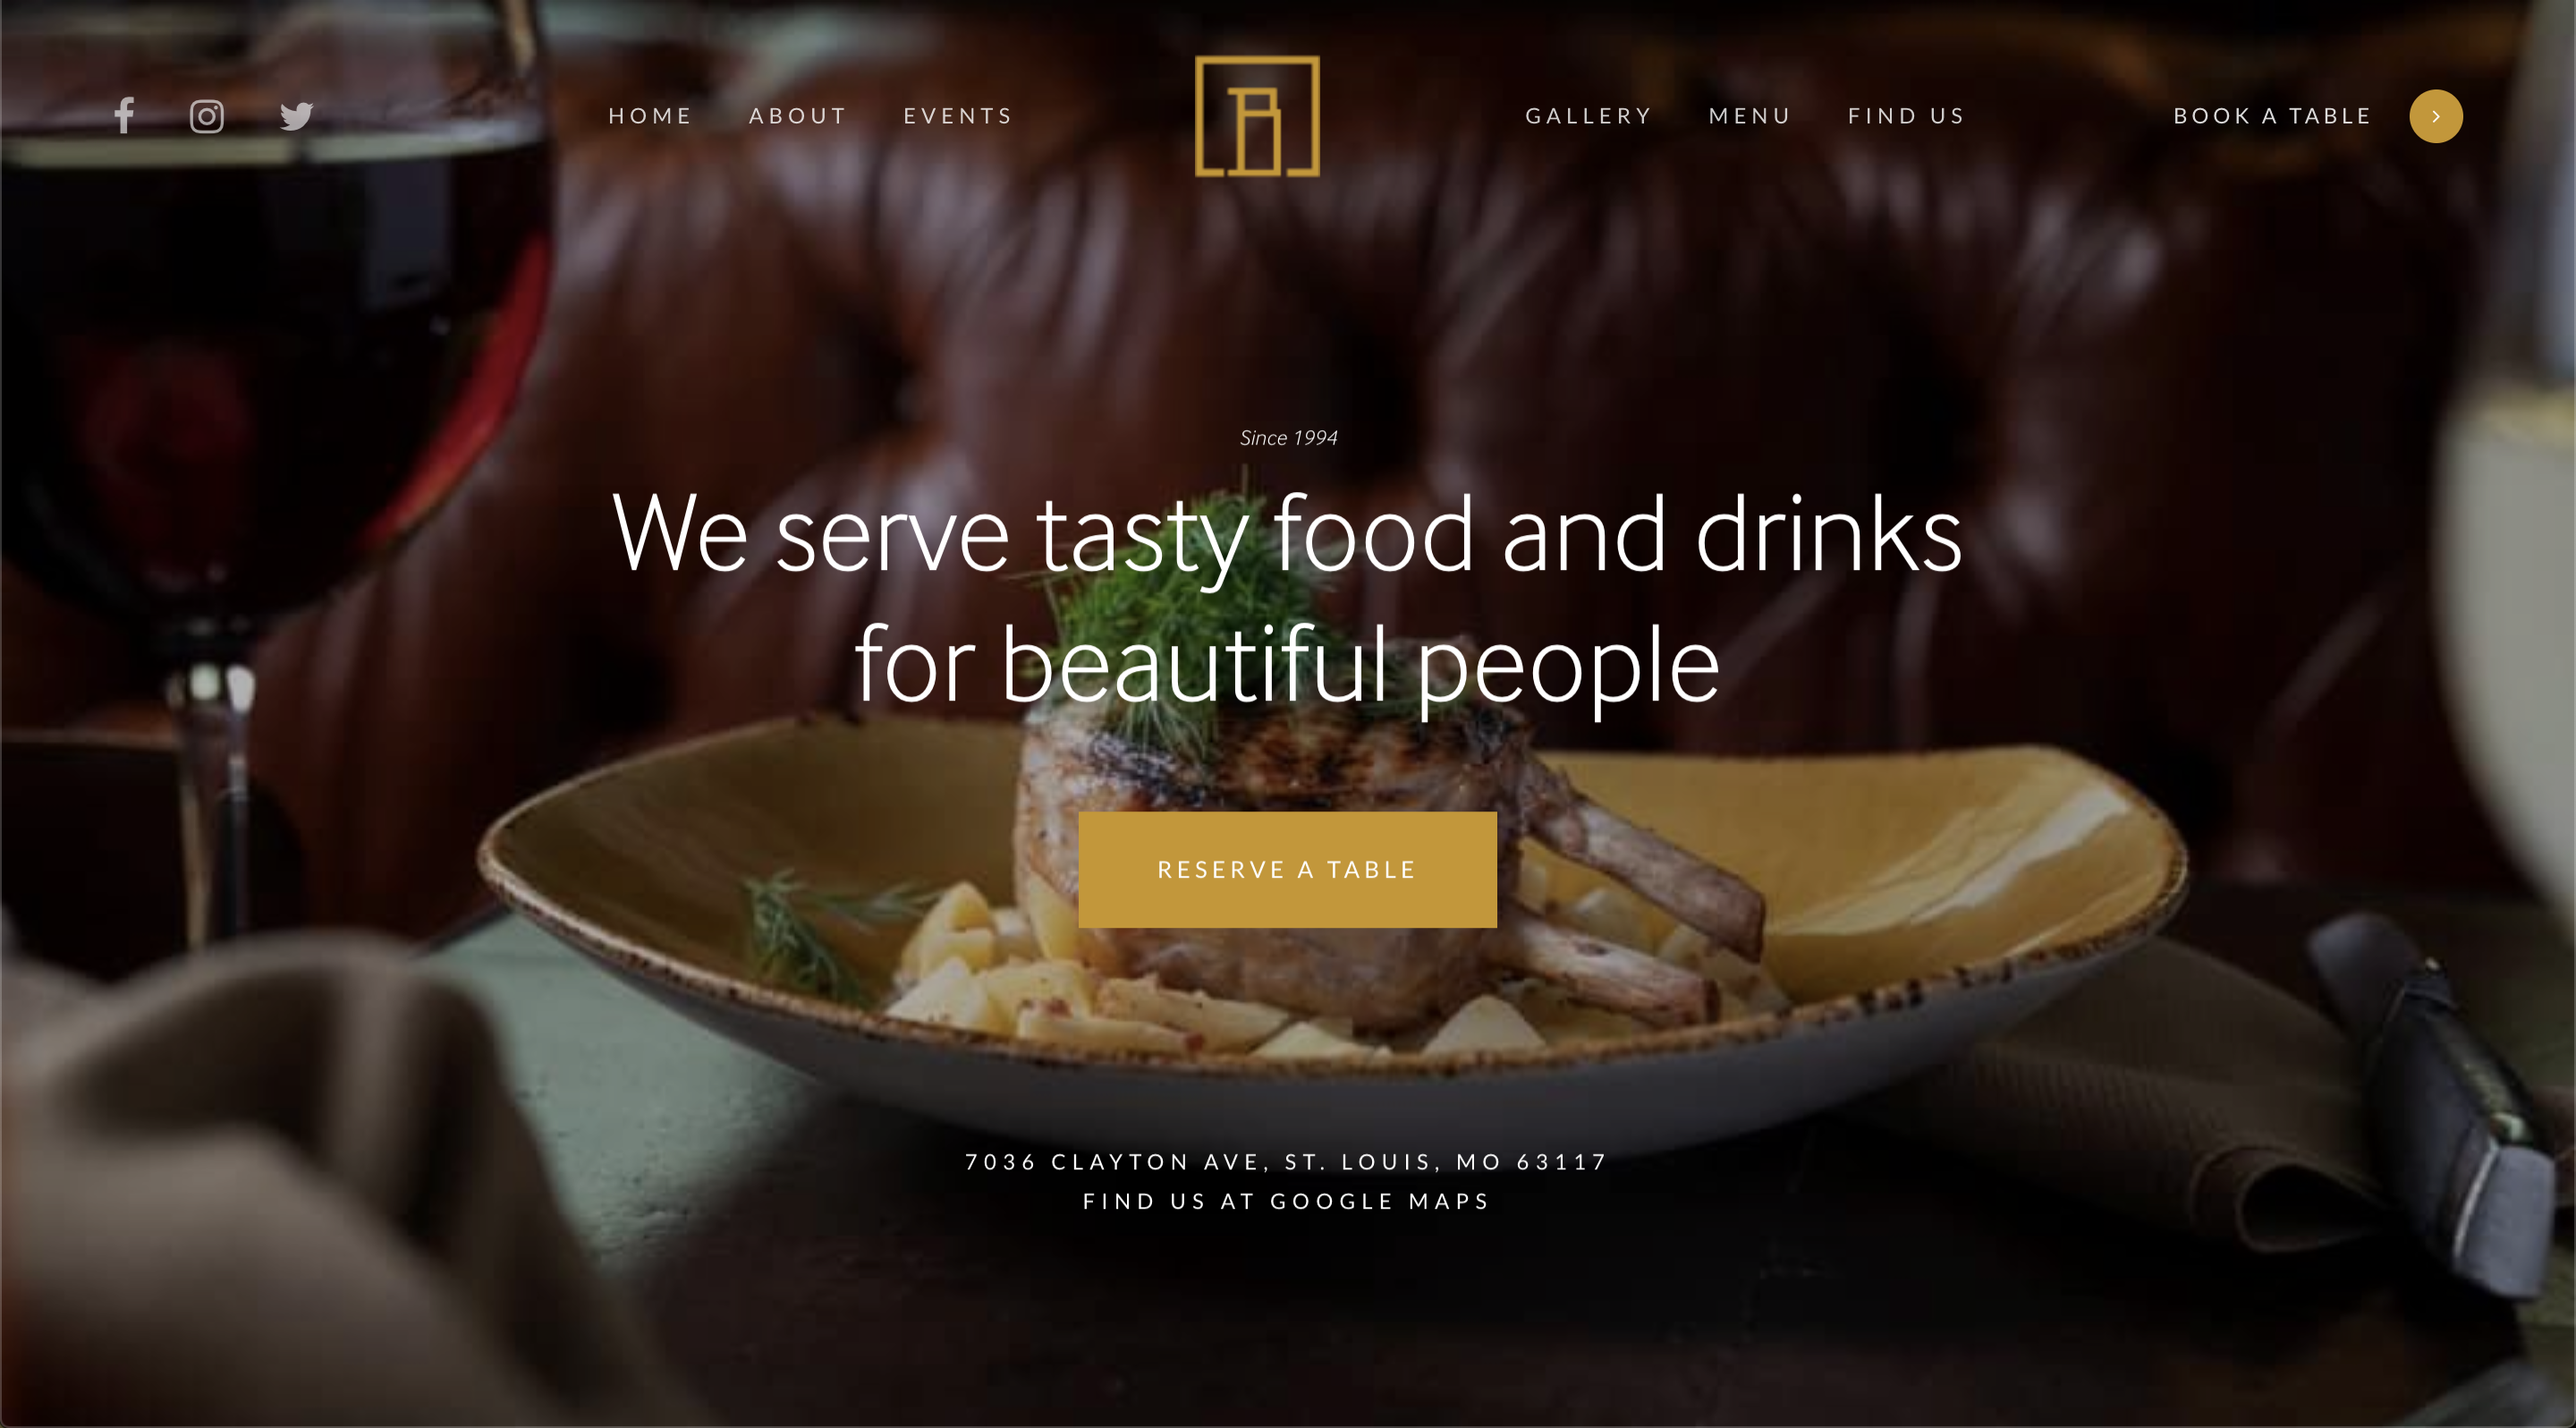 HOME ABOUT EVENTS B GALLERY MENU FIND US BOOK A TABLE
Since 1994
We serve tasty food and drinks
for beautiful people
RESERVE A TABLE
7036 CLAYTON AVE, ST. LOUIS, MO 63117
FIND US AT GOOGLE MAPS